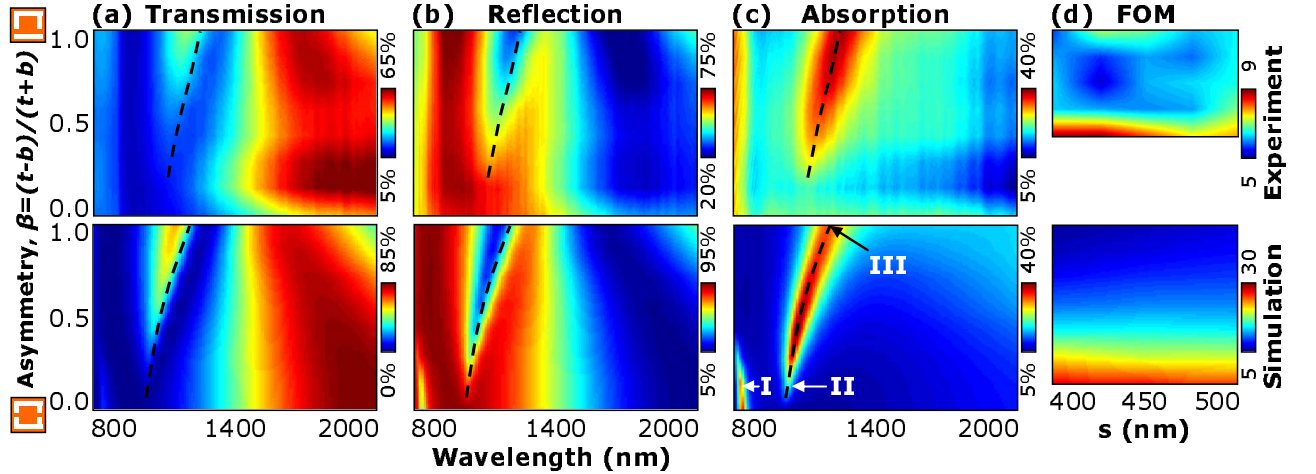 (a) Transmission (b) Reflection (c) Absorption (d) FOM
Asymmetry, β=(t-b)/(t+b)
1.0
0.5
0.0
65%
5%
75%
20%
40%
5%
9
5
Experiment
1.0
0.5
0.0
85%
0%
95%
5%
I
II
III
40%
5%
30
5
Simulation
800 1400 2000 800 1400 2000 800 1400 2000 400 450 500
Wavelength (nm)
s (nm)